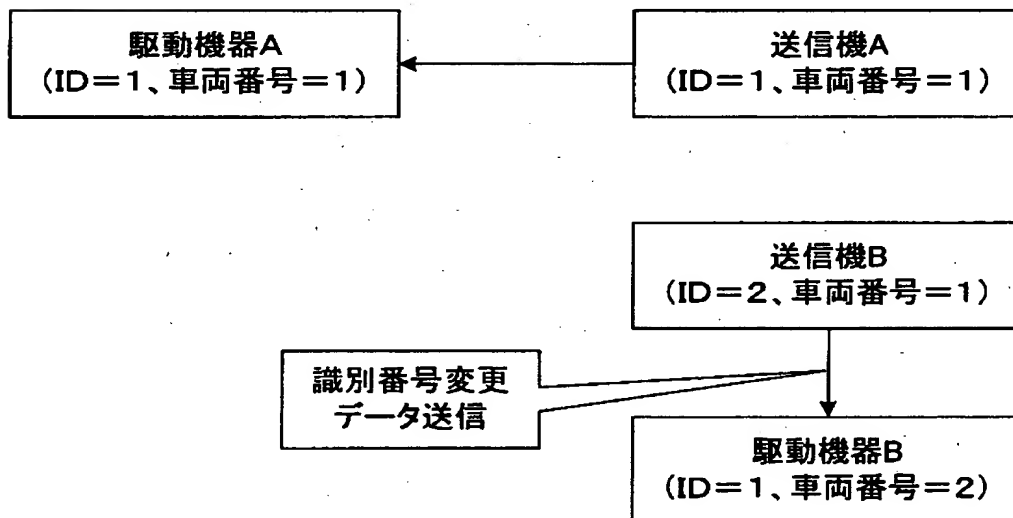 駆動機器A
(ID=1、車両番号=1)
送信機A
(ID=1、車両番号=1)
送信機B
(ID=2、車両番号=1)
識別番号変更
データ送信
駆動機器B
(ID=1、車両番号=2)